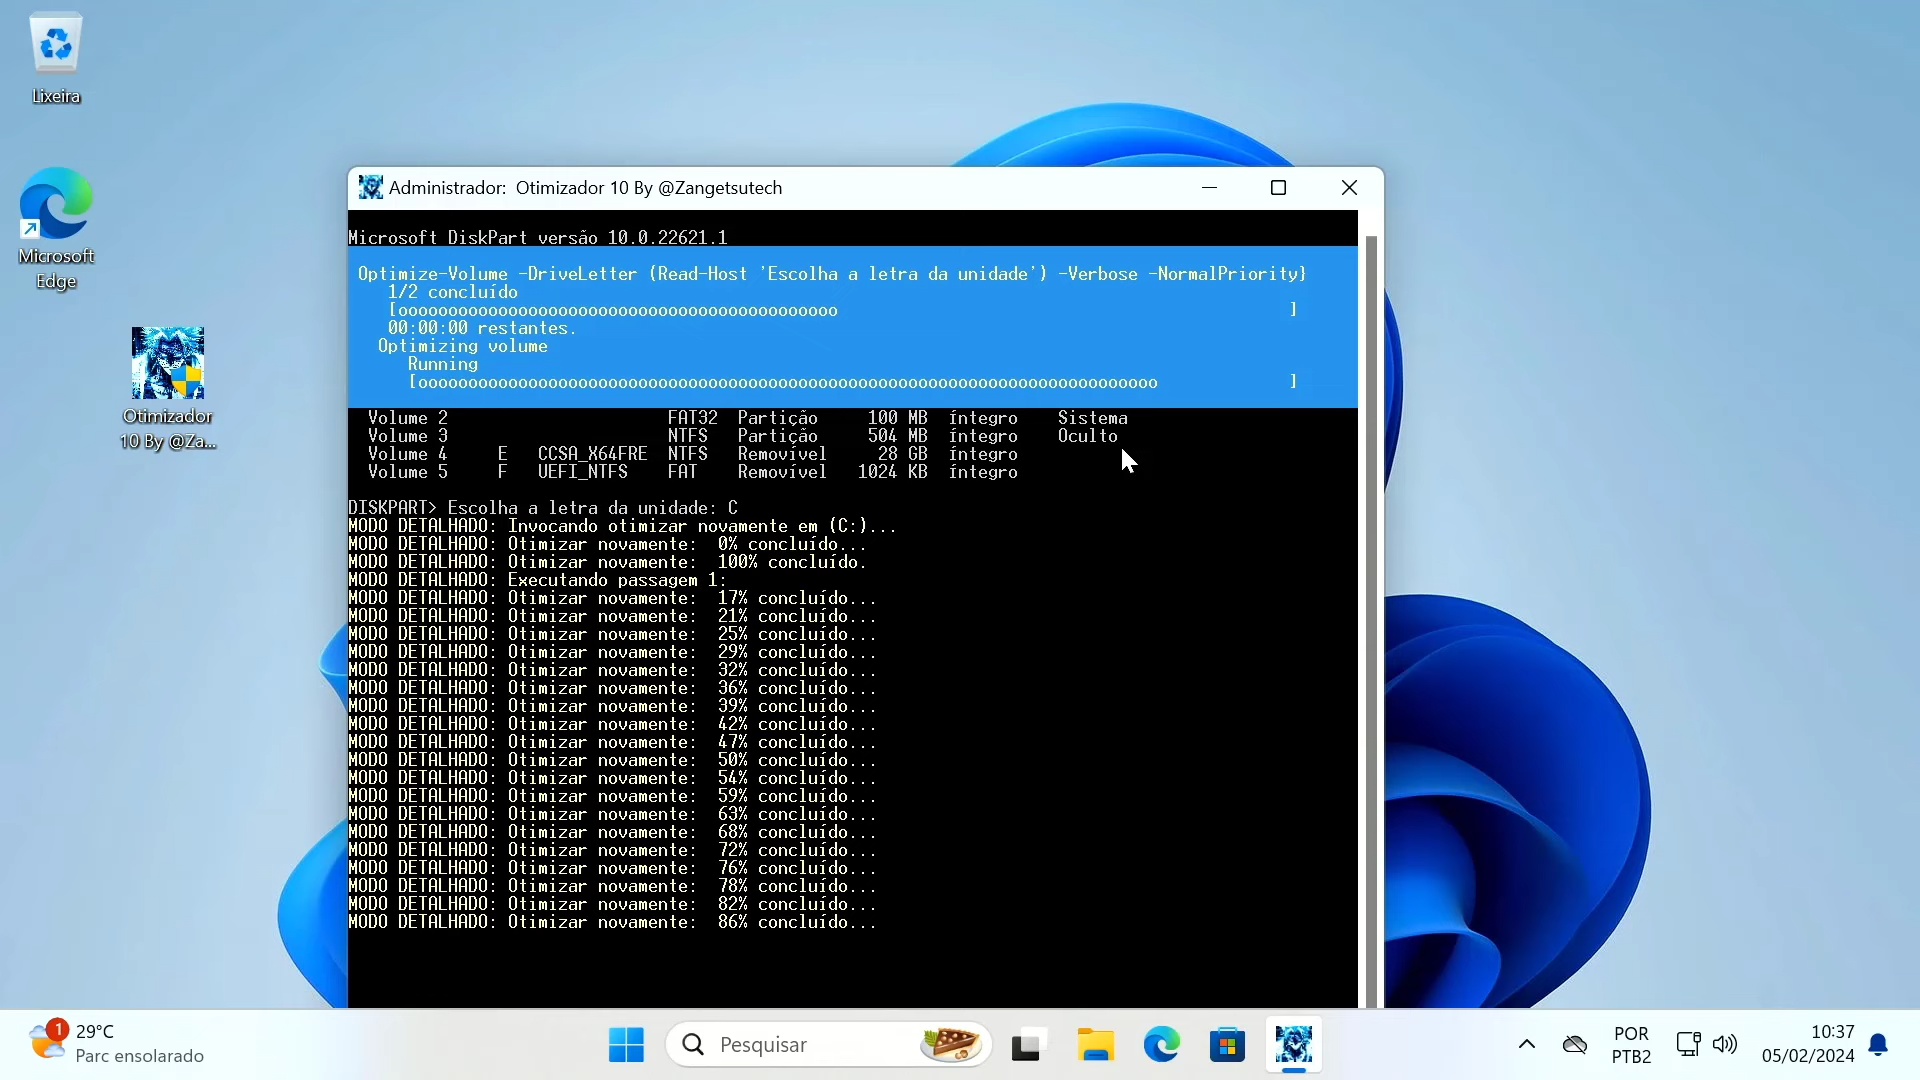 Lixeira
Microsoft
Edge
Otimizador
10 By @Za...
Administrador:  Otimizador 10 By @Zangetsutech
Microsoft DiskPart versão 10.0.22621.1
Optimize-Volume -DriveLetter (Read-Host 'Escolha a letra da unidade') -Verbose -NormalPriority}
1/2 concluído
[oooooooooooooooooooooooooooooooooooooooooooo                                             ]
00:00:00 restantes.
Optimizing volume
Running
[oooooooooooooooooooooooooooooooooooooooooooooooooooooooooooooooooooooooooo             ]
Volume 2                      FAT32  Partição     100 MB  íntegro    Sistema
Volume 3                      NTFS   Partição     504 MB  íntegro    Oculto
Volume 4     E   CCSA_X64FRE  NTFS   Removível     28 GB  íntegro
Volume 5     F   UEFI_NTFS    FAT    Removível   1024 KB  íntegro
DISKPART> Escolha a letra da unidade: C
MODO DETALHADO: Invocando otimizar novamente em (C:)...
MODO DETALHADO: Otimizar novamente:  0% concluído...
MODO DETALHADO: Otimizar novamente:  100% concluído.
MODO DETALHADO: Executando passagem 1:
MODO DETALHADO: Otimizar novamente:  17% concluído...
MODO DETALHADO: Otimizar novamente:  21% concluído...
MODO DETALHADO: Otimizar novamente:  25% concluído...
MODO DETALHADO: Otimizar novamente:  29% concluído...
MODO DETALHADO: Otimizar novamente:  32% concluído...
MODO DETALHADO: Otimizar novamente:  36% concluído...
MODO DETALHADO: Otimizar novamente:  39% concluído...
MODO DETALHADO: Otimizar novamente:  42% concluído...
MODO DETALHADO: Otimizar novamente:  47% concluído...
MODO DETALHADO: Otimizar novamente:  50% concluído...
MODO DETALHADO: Otimizar novamente:  54% concluído...
MODO DETALHADO: Otimizar novamente:  59% concluído...
MODO DETALHADO: Otimizar novamente:  63% concluído...
MODO DETALHADO: Otimizar novamente:  68% concluído...
MODO DETALHADO: Otimizar novamente:  72% concluído...
MODO DETALHADO: Otimizar novamente:  76% concluído...
MODO DETALHADO: Otimizar novamente:  78% concluído...
MODO DETALHADO: Otimizar novamente:  82% concluído...
MODO DETALHADO: Otimizar novamente:  86% concluído...
1
29°C
Parc ensolarado
Pesquisar
POR
PTB2
10:37
05/02/2024